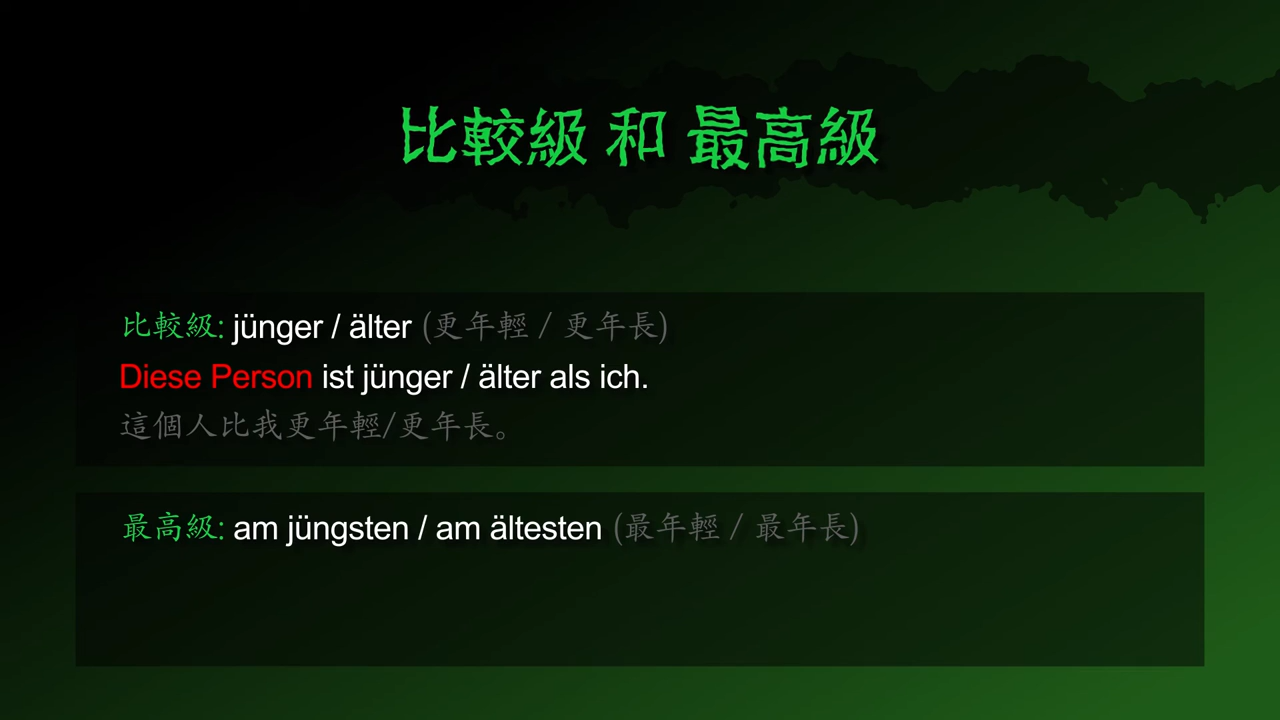 比較級 和 最高級
比較級: jünger / älter (更年輕 / 更年長)
Diese Person ist jünger / älter als ich.
這個人比我更年輕/更年長。
最高級: am jüngsten / am ältesten (最年輕 / 最年長)